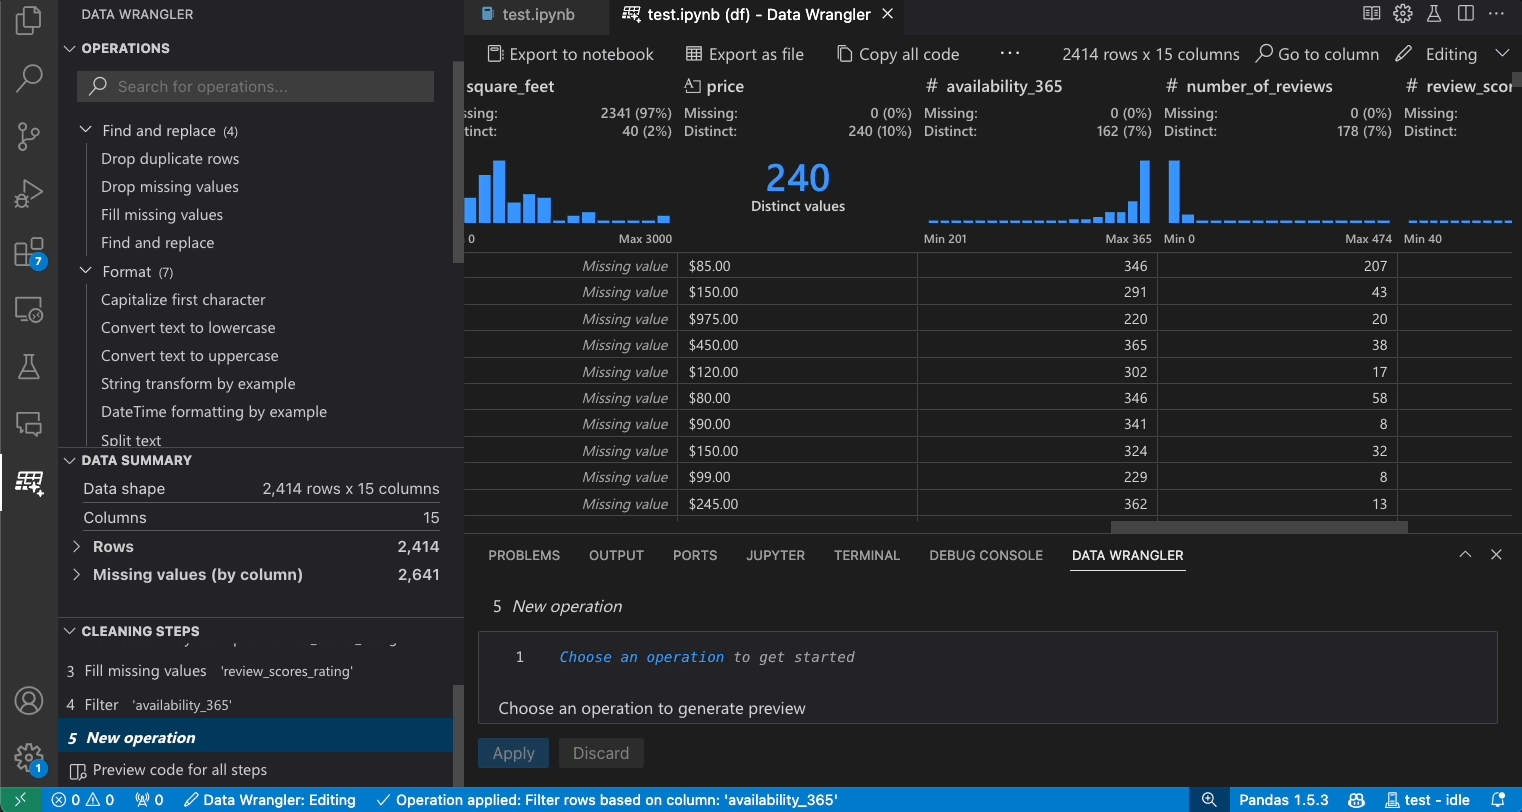 DATA WRANGLER
test.ipynb
test.ipynb (df) - Data Wrangler
OPERATIONS
Search for operations...
Find and replace (4)
Drop duplicate rows
Drop missing values
Fill missing values
Find and replace
Format (7)
Capitalize first character
Convert text to lowercase
Convert text to uppercase
String transform by example
DateTime formatting by example
Split text
DATA SUMMARY
Data shape 2,414 rows x 15 columns
Columns 15
Rows 2,414
Missing values (by column) 2,641
CLEANING STEPS
3 Fill missing values 'review_scores_rating'
4 Filter 'availability_365'
5 New operation
Preview code for all steps
7
1
Export to notebook Export as file Copy all code ··· 2414 rows x 15 columns Go to column Editing
square_feet price # availability_365 # number_of_reviews # review_scor
ssing: 2341 (97%) Missing: 0 (0%) Missing: 0 (0%) Missing: 0 (0%) Missing:
tinct: 40 (2%) Distinct: 240 (10%) Distinct: 162 (7%) Distinct: 178 (7%) Distinct:
240
Distinct values
0 Max 3000 Min 201 Max 365 Min 0 Max 474 Min 40
Missing value $85.00 346 207
Missing value $150.00 291 43
Missing value $975.00 220 20
Missing value $450.00 365 38
Missing value $120.00 302 17
Missing value $80.00 346 58
Missing value $90.00 341 8
Missing value $150.00 324 32
Missing value $99.00 229 8
Missing value $245.00 362 13
PROBLEMS OUTPUT PORTS JUPYTER TERMINAL DEBUG CONSOLE DATA WRANGLER
5 New operation
1 Choose an operation to get started
Choose an operation to generate preview
Apply Discard
0 0 0 Data Wrangler: Editing Operation applied: Filter rows based on column: 'availability_365' Pandas 1.5.3 test - idle